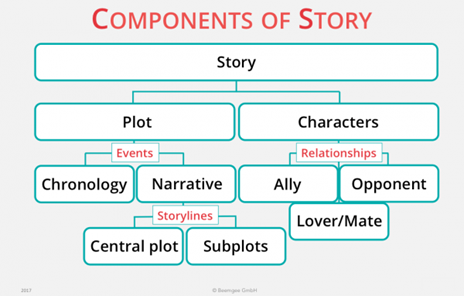 COMPONENTS OF STORY
Story
Plot
Characters
Events
Relationships
Chronology
Narrative
Ally
Opponent
Storylines
Lover/Mate
Central plot
Subplots
2017
© Beemgee GmbH